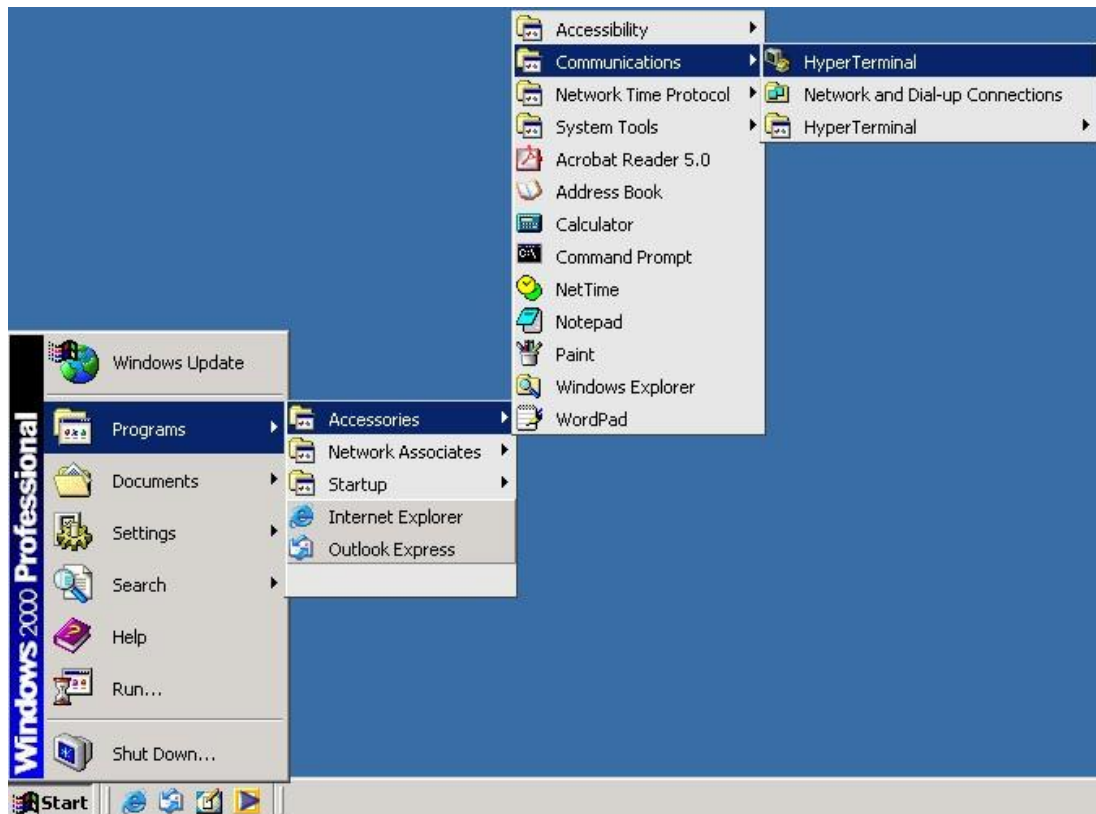 Accessibility
Communications
Network Time Protocol
System Tools
Acrobat Reader 5.0
Address Book
Calculator
Command Prompt
NetTime
Notepad
Paint
Windows Explorer
WordPad
HyperTerminal
Network and Dial-up Connections
HyperTerminal
Windows Update
Programs
Documents
Settings
Search
Help
Run...
Shut Down...
Accessories
Network Associates
Startup
Internet Explorer
Outlook Express
Windows 2000 Professional
Start